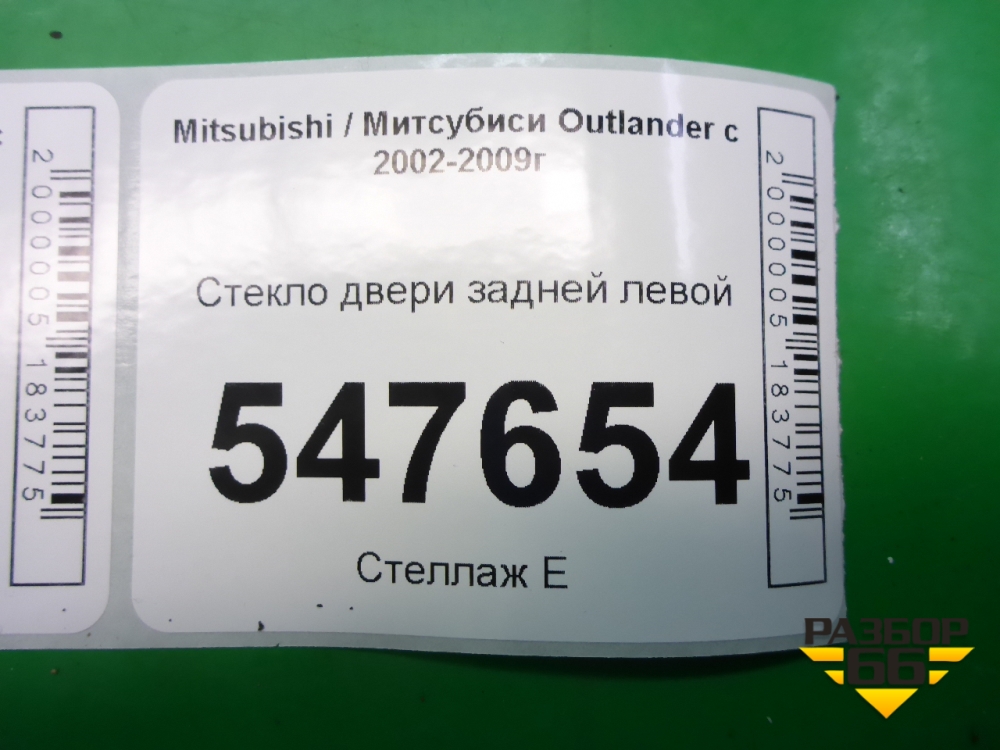 Mitsubishi / Митсубиси Outlander с
2002-2009г
Стекло двери задней левой
547654
Стеллаж Е
2000005183775
2000005183775
РАЗБОР
66